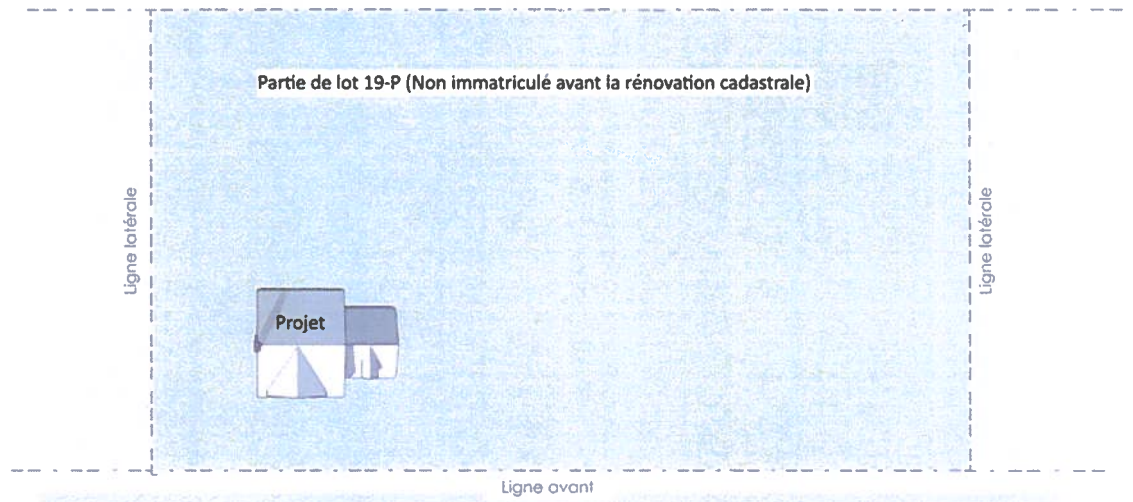 Partie de lot 19-P (Non immatriculé avant la rénovation cadastrale)
Ligne latérale
Ligne latérale
Projet
Ligne avant